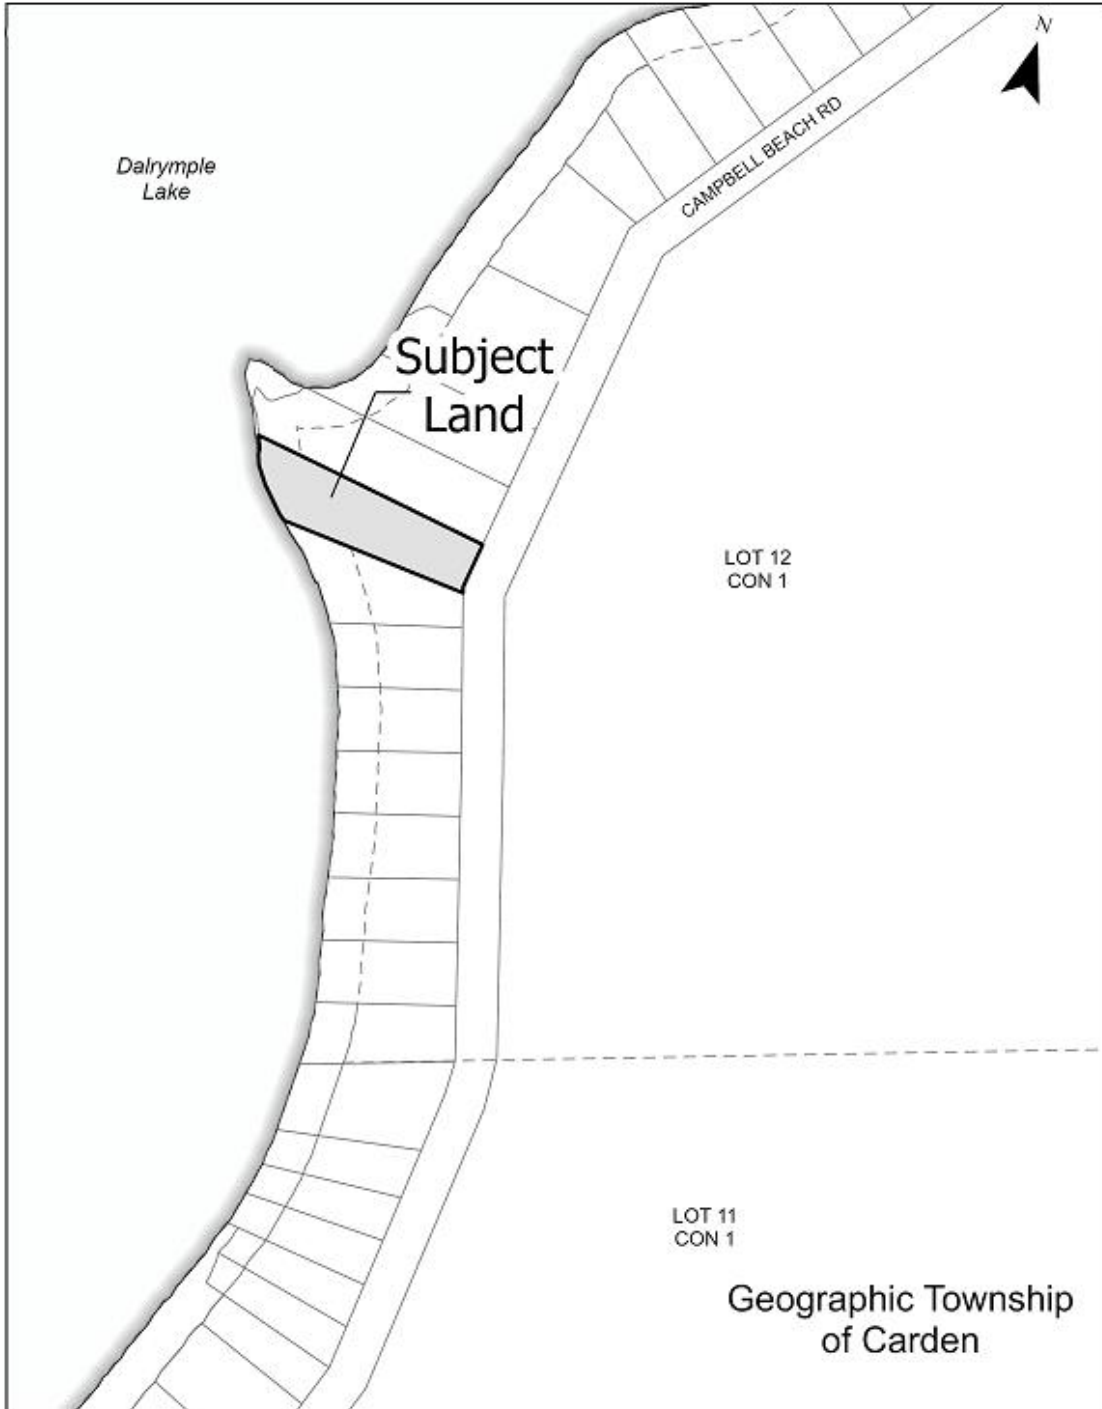 N
CAMPBELL BEACH RD
Dalrymple
Lake
Subject
Land
LOT 12
CON 1
LOT 11
CON 1
Geographic Township
of Carden